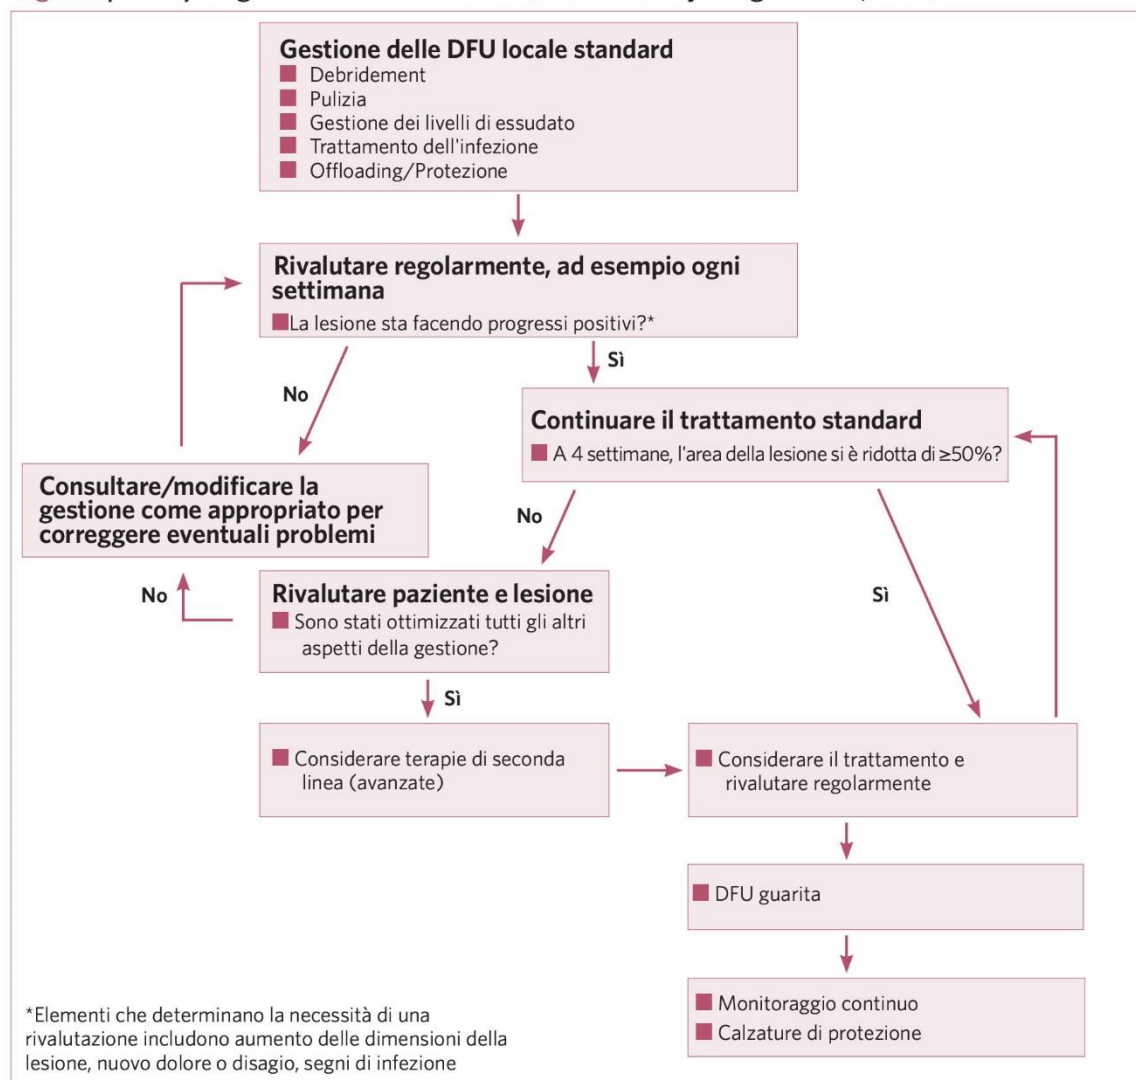 Gestione delle DFU locale standard
■ Debridement
■ Pulizia
■ Gestione dei livelli di essudato
■ Trattamento dell'infezione
■ Offloading/Protezione
Rivalutare regolarmente, ad esempio ogni
settimana
■ La lesione sta facendo progressi positivi?*
No
Sì
Continuare il trattamento standard
■ A 4 settimane, l'area della lesione si è ridotta di ≥50%?
Consultare/modificare la
gestione come appropriato per
correggere eventuali problemi
No
Sì
No
Rivalutare paziente e lesione
■ Sono stati ottimizzati tutti gli altri
aspetti della gestione?
Sì
■ Considerare terapie di seconda
linea (avanzate)
■ Considerare il trattamento e
rivalutare regolarmente
■ DFU guarita
■ Monitoraggio continuo
■ Calzature di protezione
*Elementi che determinano la necessità di una
rivalutazione includono aumento delle dimensioni della
lesione, nuovo dolore o disagio, segni di infezione